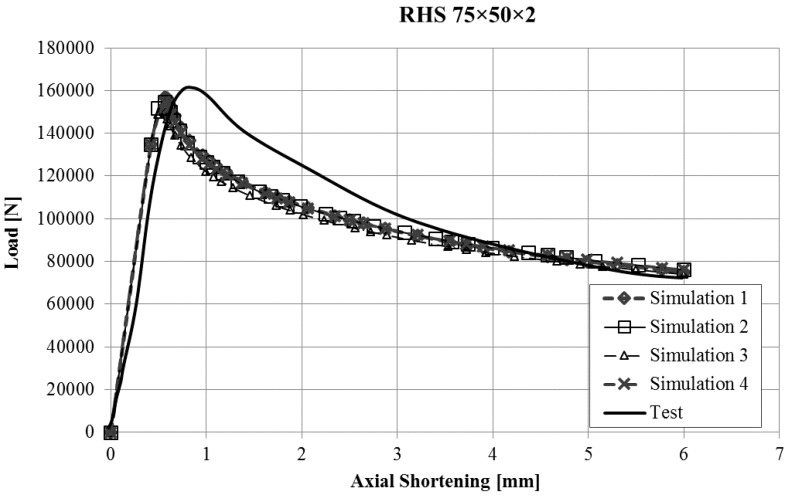 RHS 75×50×2
180000
160000
140000
120000
100000
80000
60000
40000
20000
0
Load [N]
0 1 2 3 4 5 6 7
Axial Shortening [mm]
Simulation 1
Simulation 2
Simulation 3
Simulation 4
Test